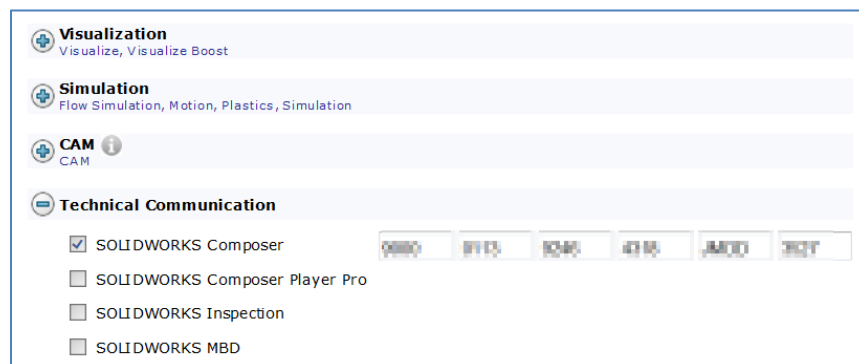 Visualization
Visualize, Visualize Boost
Simulation
Flow Simulation, Motion, Plastics, Simulation
CAM
CAM
Technical Communication
SOLIDWORKS Composer
SOLIDWORKS Composer Player Pro
SOLIDWORKS Inspection
SOLIDWORKS MBD